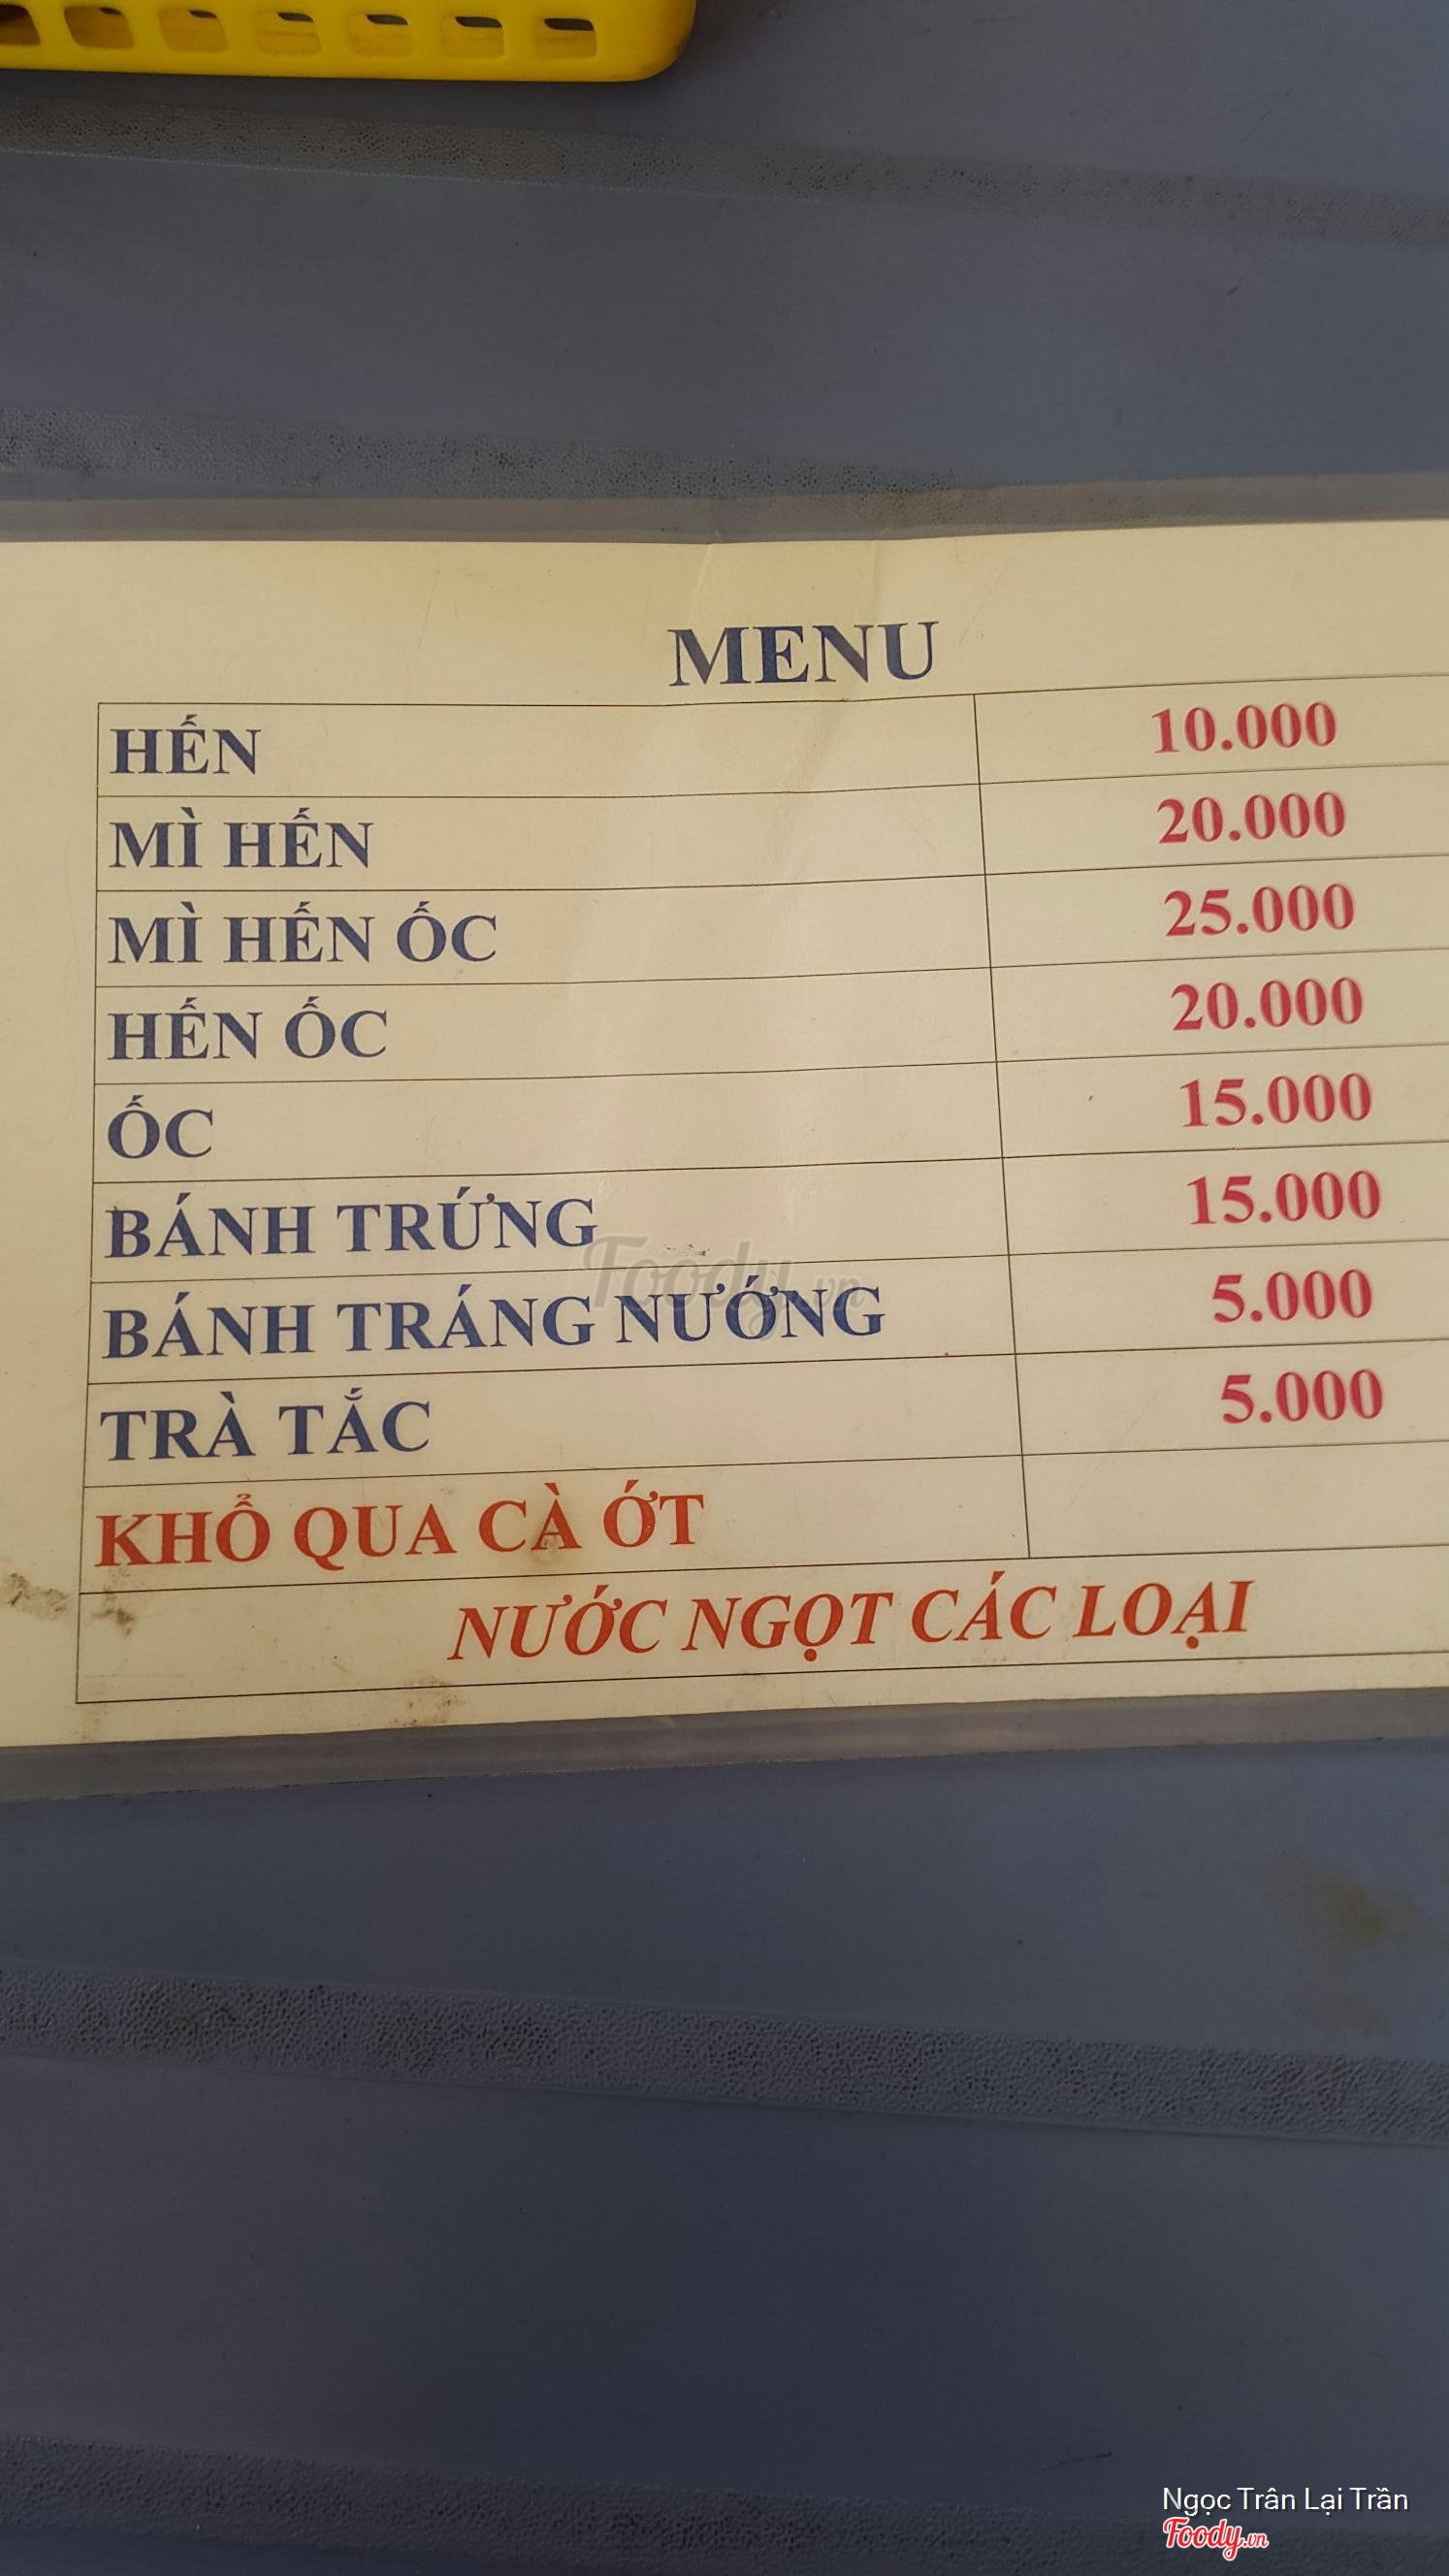 MENU
HẾN 10.000
MÌ HẾN 20.000
MÌ HẾN ỐC 25.000
HẾN ỐC 20.000
ỐC 15.000
BÁNH TRỨNG 15.000
BÁNH TRÁNG NƯỚNG 5.000
TRÀ TẮC 5.000
KHỔ QUA CÀ ỚT
NƯỚC NGỌT CÁC LOẠI
Foody.vn
Ngọc Trân Lại Trần
Foody.vn